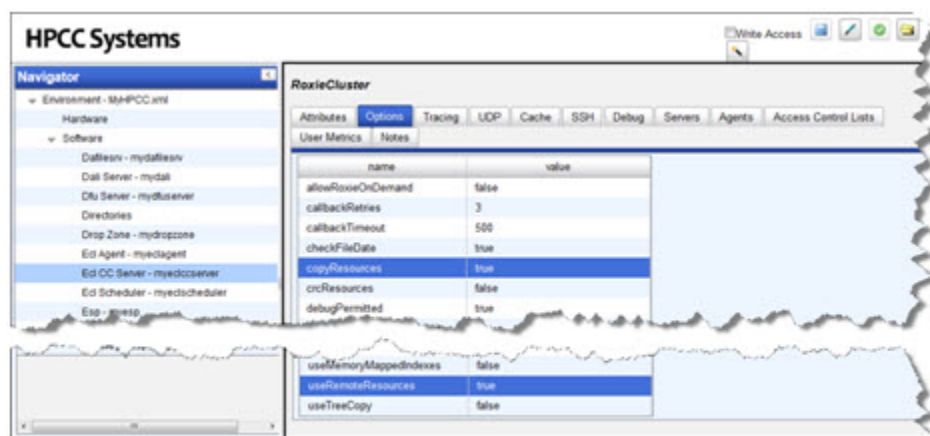 HPCC Systems
Write Access
Navigator
Environment - MyHPCC.xml
Hardware
Software
Dafilesrv - mydafilesrv
Dali Server - mydali
Dfu Server - mydfuserver
Directories
Drop Zone - mydropzone
Ecl Agent - myeclagent
Ecl CC Server - myeclccserver
Ecl Scheduler - myeclscheduler
Esp - myesp
RoxieCluster
Attributes Options Tracing UDP Cache SSH Debug Servers Agents Access Control Lists
User Metrics Notes
name value
allowRoxieOnDemand false
callbackRetries 3
callbackTimeout 500
checkFileDate true
copyResources true
crcResources false
debugPermitted true
useMemoryMappedIndexes false
useRemoteResources true
useTreeCopy false